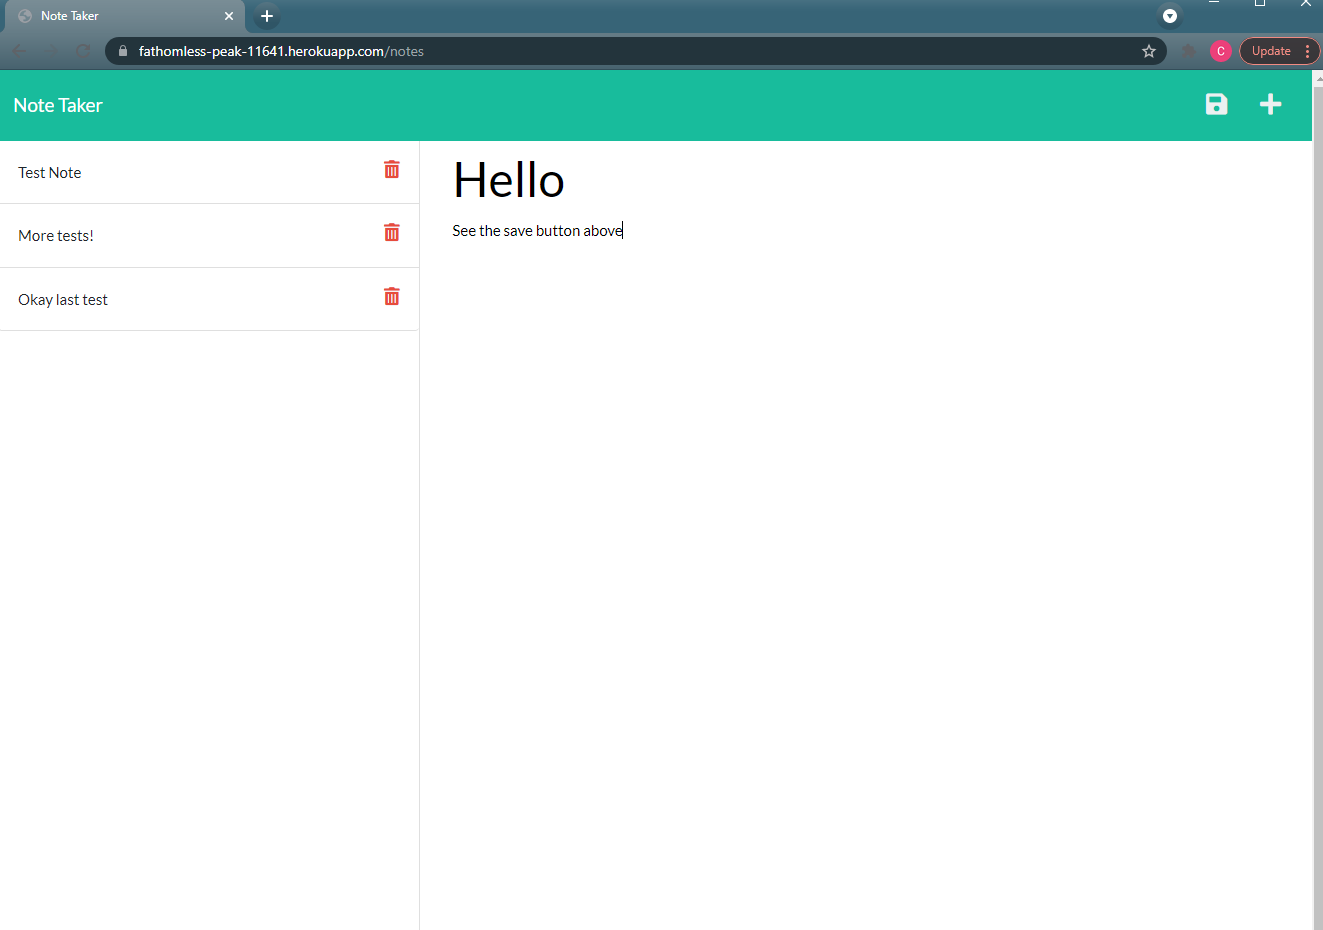 Note Taker
fathomless-peak-11641.herokuapp.com/notes
C
Update
Note Taker
Test Note
More tests!
Okay last test
Hello
See the save button above